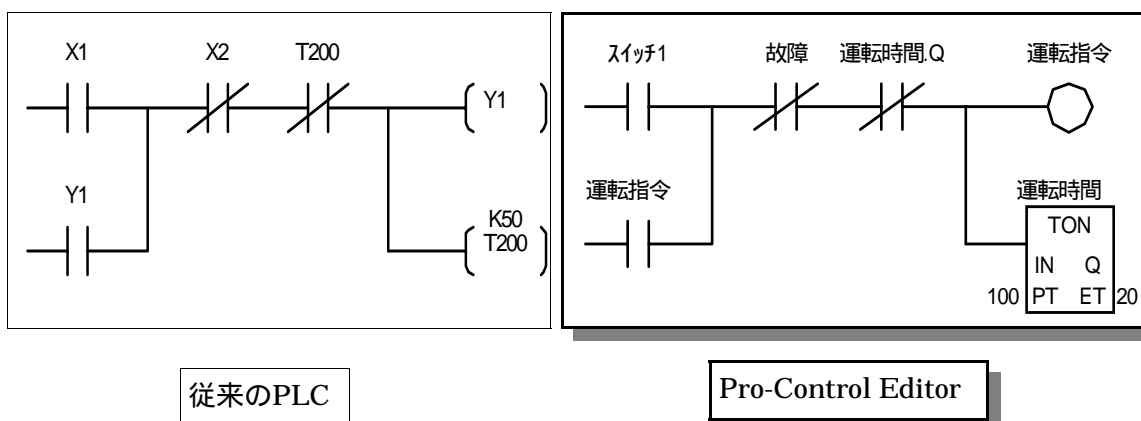 X1 X2 T200
Y1
Y1
K50
T200
従来のPLC
ｽｲｯﾁ1 故障 運転時間.Q 運転指令
運転指令 運転時間
TON
IN Q
100 PT ET 20
Pro-Control Editor